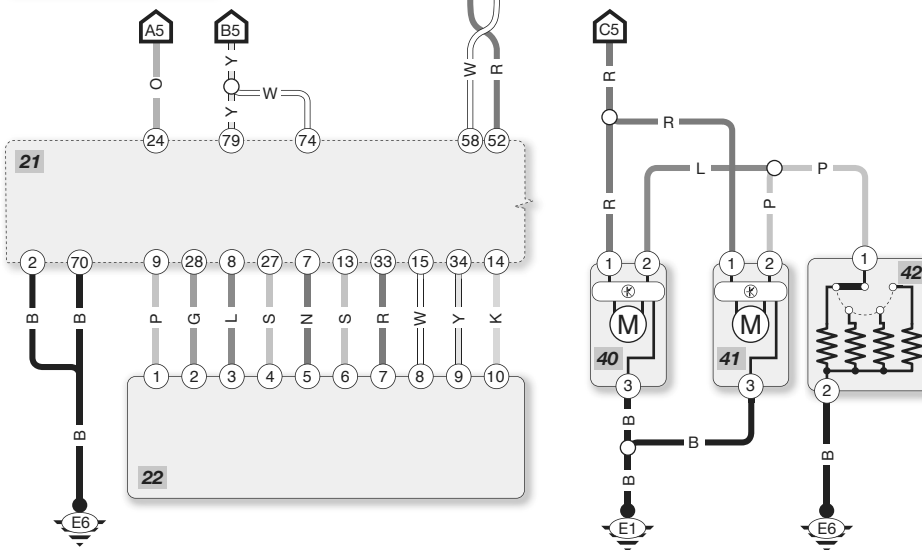 A5 B5 C5
Y R
O W W R Y R
24 79 74 58 52
21
L P
R P
2 70 9 28 8 27 7 13 33 15 34 14
1 2 1 2 1
42
B B P G L S N S R W Y K
M M
40 41
1 2 3 4 5 6 7 8 9 10
3 3 2
B
B B
B
22
B
E6 E1 E6